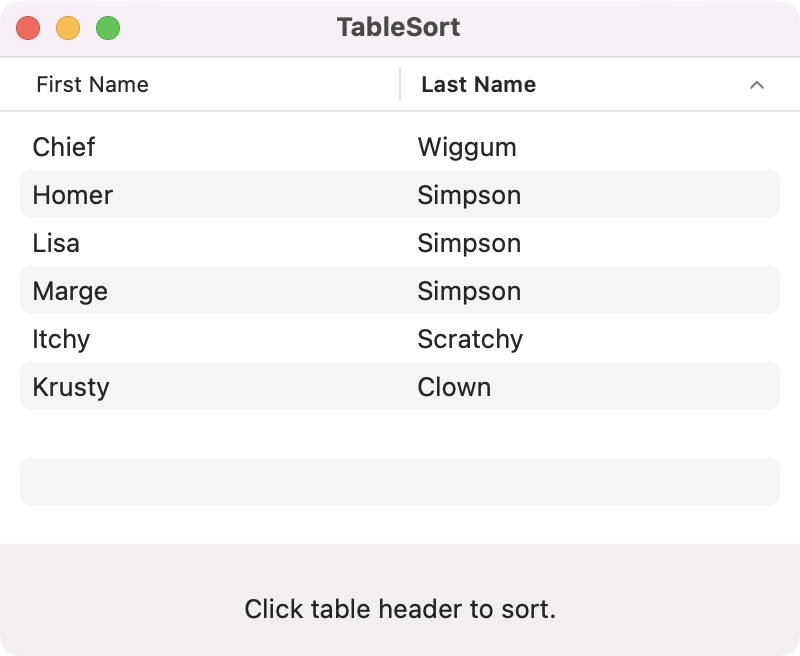 TableSort
First Name Last Name
Chief Wiggum
Homer Simpson
Lisa Simpson
Marge Simpson
Itchy Scratchy
Krusty Clown
Click table header to sort.